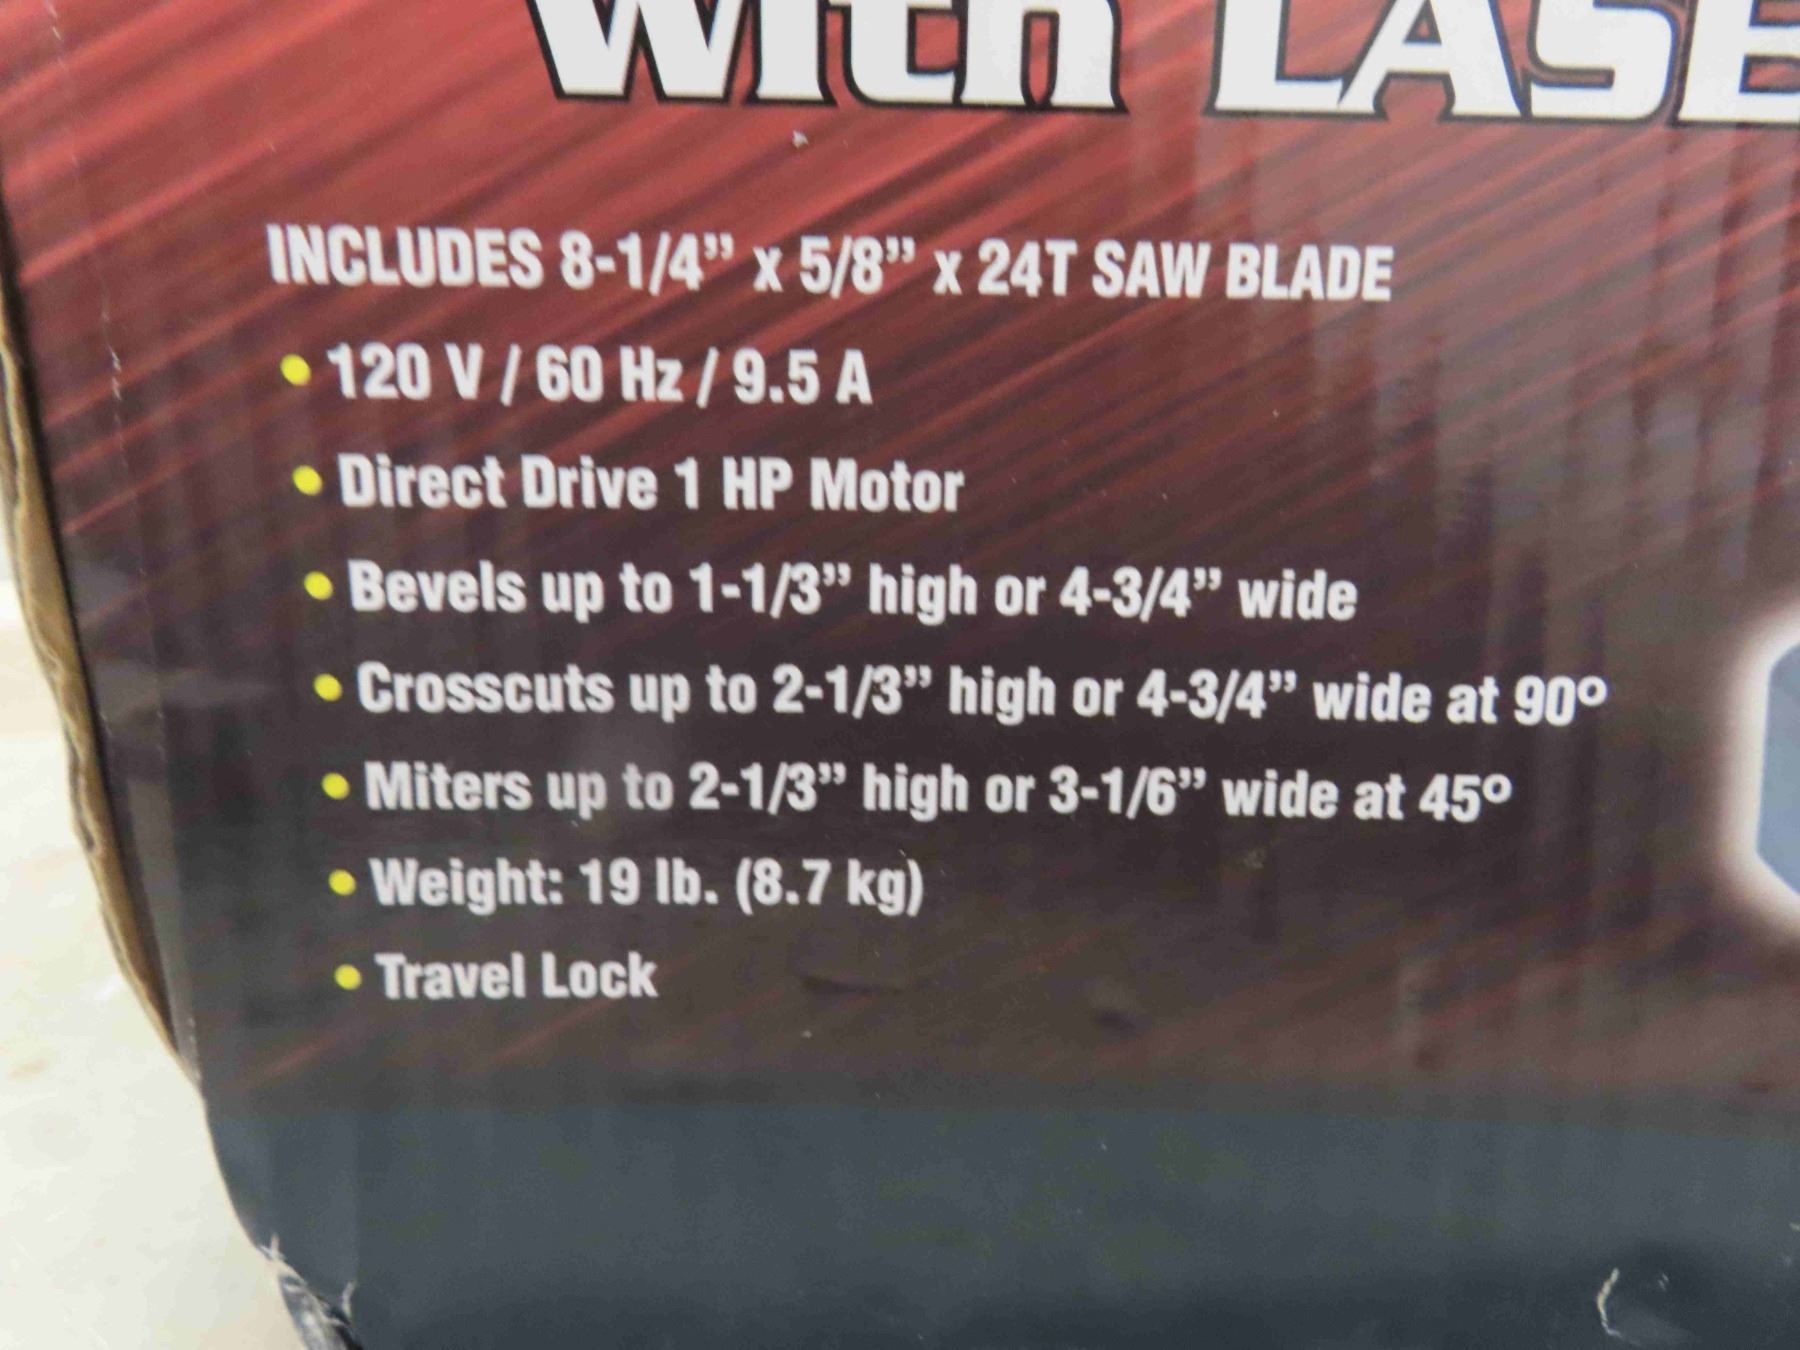 with LASE
INCLUDES 8-1/4” x 5/8” x 24T SAW BLADE
• 120 V / 60 Hz / 9.5 A
• Direct Drive 1 HP Motor
• Bevels up to 1-1/3” high or 4-3/4” wide
• Crosscuts up to 2-1/3” high or 4-3/4” wide at 90º
• Miters up to 2-1/3” high or 3-1/6” wide at 45º
• Weight: 19 lb. (8.7 kg)
• Travel Lock